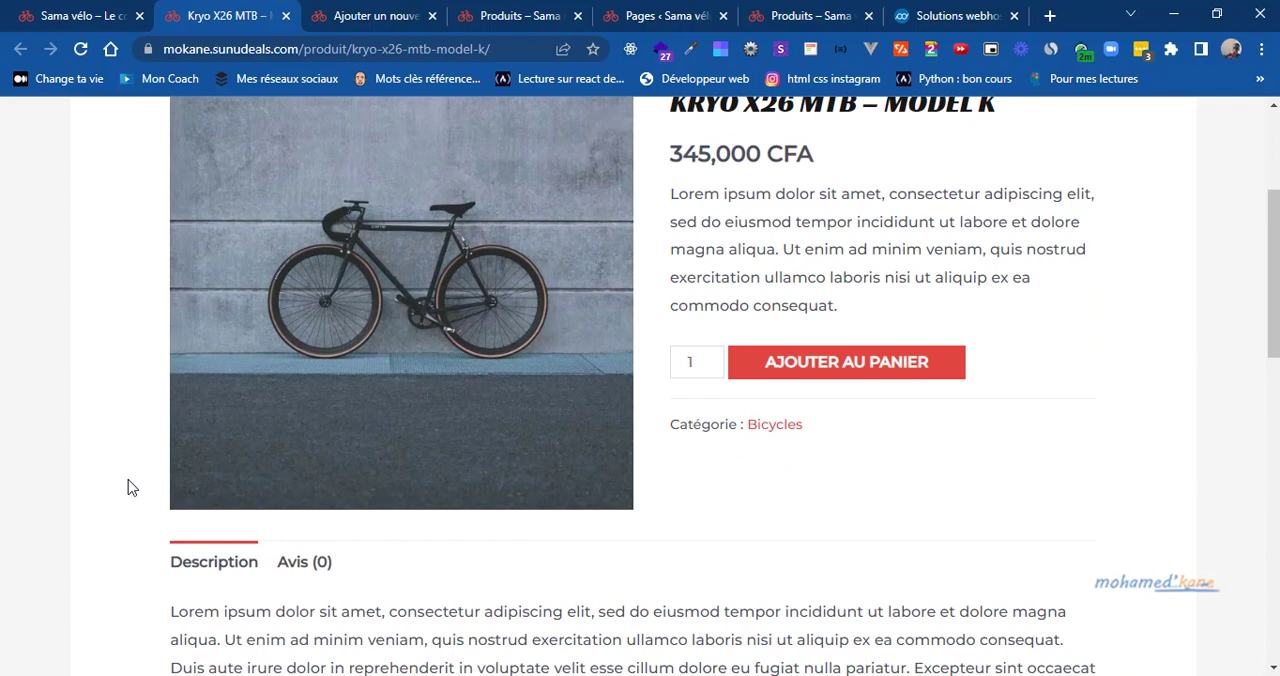 Sama vélo – Le co
Kryo X26 MTB – M
Ajouter un nouve
Produits – Sama
Pages ‹ Sama vél
Produits – Sama
Solutions webhos
mokane.sunudeals.com/produit/kryo-x26-mtb-model-k/
27
2
2m
3
Change ta vie
Mon Coach
Mes réseaux sociaux
Mots clès référence...
Lecture sur react de...
Développeur web
html css instagram
Python : bon cours
Pour mes lectures
»
KRYO X26 MTB – MODEL K
345,000 CFA
Lorem ipsum dolor sit amet, consectetur adipiscing elit,
sed do eiusmod tempor incididunt ut labore et dolore
magna aliqua. Ut enim ad minim veniam, quis nostrud
exercitation ullamco laboris nisi ut aliquip ex ea
commodo consequat.
1
AJOUTER AU PANIER
Catégorie : Bicycles
Description
Avis (0)
mohamed'kane
Lorem ipsum dolor sit amet, consectetur adipiscing elit, sed do eiusmod tempor incididunt ut labore et dolore magna
aliqua. Ut enim ad minim veniam, quis nostrud exercitation ullamco laboris nisi ut aliquip ex ea commodo consequat.
Duis aute irure dolor in reprehenderit in voluptate velit esse cillum dolore eu fugiat nulla pariatur. Excepteur sint occaecat